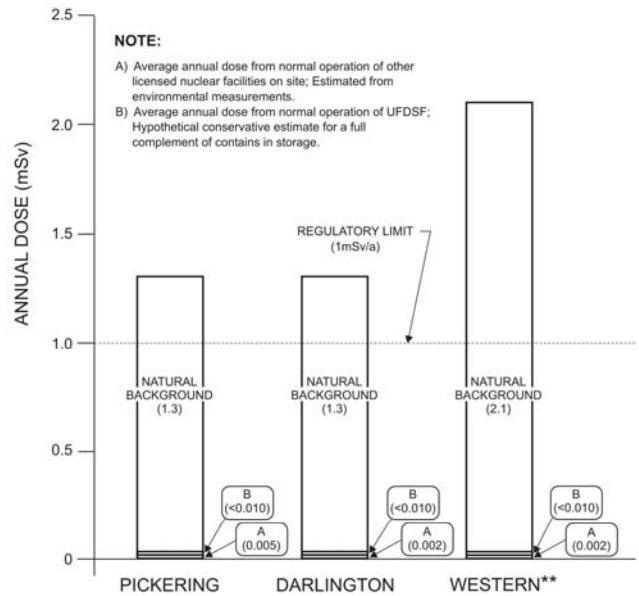 NOTE:
A) Average annual dose from normal operation of other
licensed nuclear facilities on site; Estimated from
environmental measurements.
B) Average annual dose from normal operation of UFDSF;
Hypothetical conservative estimate for a full
complement of contains in storage.
ANNUAL DOSE (mSv)
2.5
2.0
1.5
1.0
0.5
0
REGULATORY LIMIT
(1mSv/a)
NATURAL
BACKGROUND
(1.3)
NATURAL
BACKGROUND
(1.3)
NATURAL
BACKGROUND
(2.1)
B
(<0.010)
A
(0.005)
B
(<0.010)
A
(0.002)
B
(<0.010)
A
(0.002)
PICKERING
DARLINGTON
WESTERN**